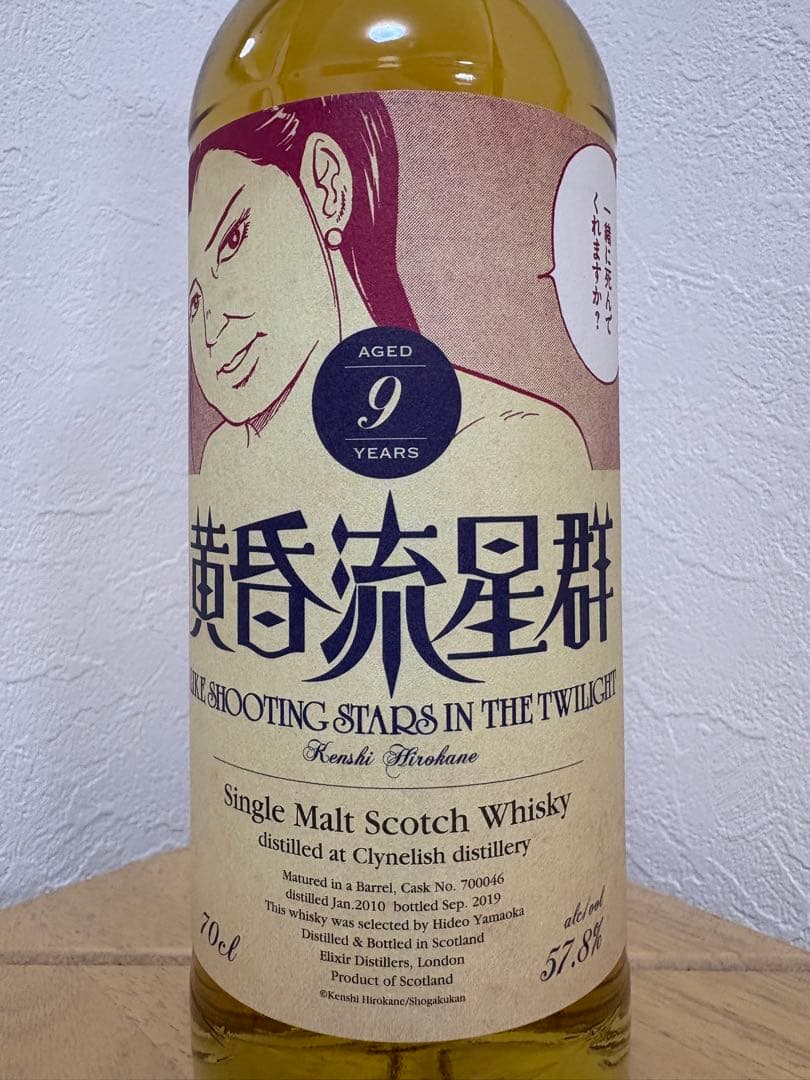 一緒に死んで
くれますか?
AGED
9
YEARS
黄昏流星群
LIKE SHOOTING STARS IN THE TWILIGHT
Kenshi Hirokane
Single Malt Scotch Whisky
distilled at Clynelish distillery
Matured in a Barrel, Cask No. 700046
distilled Jan.2010 bottled Sep. 2019
This whisky was selected by Hideo Yamaoka
Distilled & Bottled in Scotland
Elixir Distillers, London
Product of Scotland
©Kenshi Hirokane/Shogakukan
70cl
alc/vol
57.8%